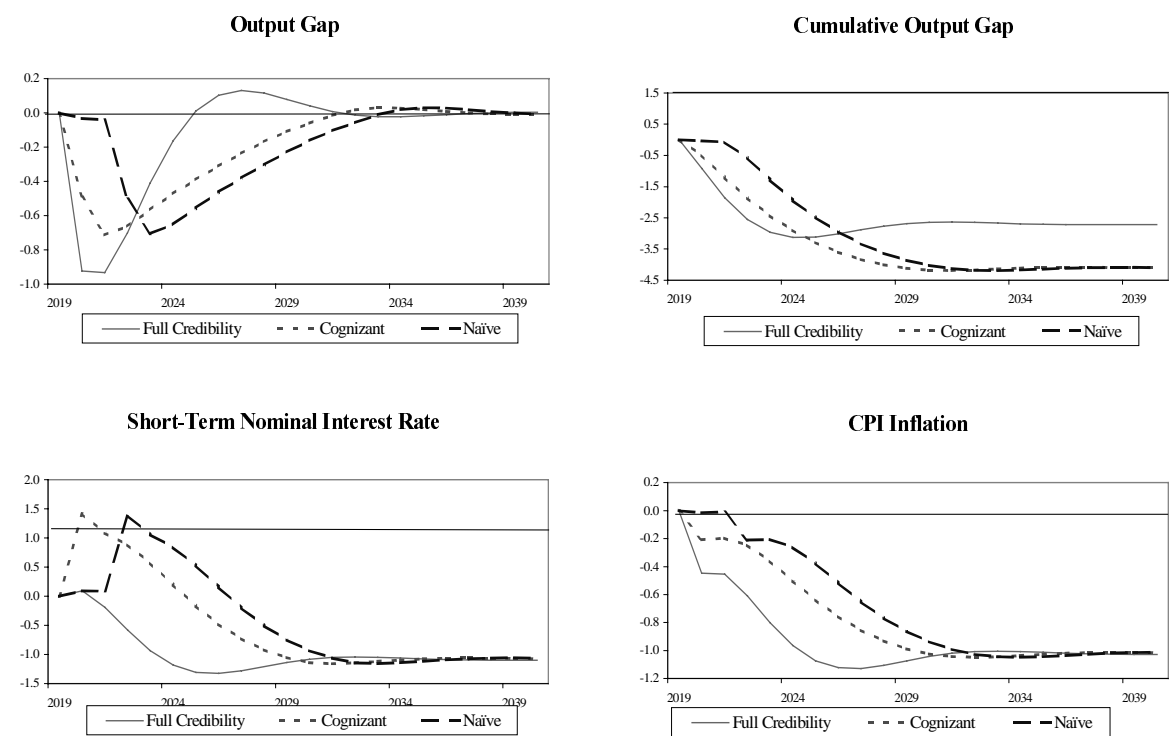 Output Gap
0.2
0.0
-0.2
-0.4
-0.6
-0.8
-1.0
2019 2024 2029 2034 2039
Full Credibility Cognizant Naïve
Cumulative Output Gap
1.5
0.5
-0.5
-1.5
-2.5
-3.5
-4.5
2019 2024 2029 2034 2039
Full Credibility Cognizant Naïve
Short-Term Nominal Interest Rate
2.0
1.5
1.0
0.5
0.0
-0.5
-1.0
-1.5
2019 2024 2029 2034 2039
Full Credibility Cognizant Naïve
CPI Inflation
0.2
0.0
-0.2
-0.4
-0.6
-0.8
-1.0
-1.2
2019 2024 2029 2034 2039
Full Credibility Cognizant Naïve